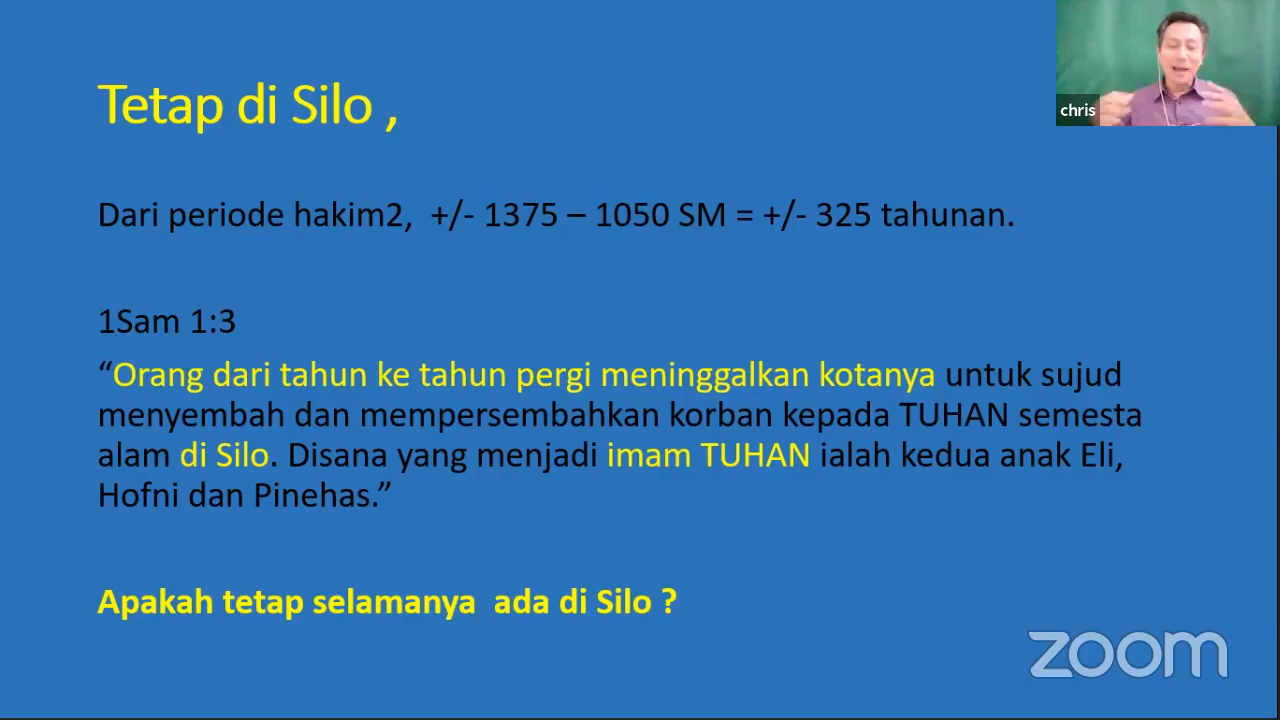 Tetap di Silo ,
chris
Dari periode hakim2,  +/- 1375 – 1050 SM = +/- 325 tahunan.
1Sam 1:3
“Orang dari tahun ke tahun pergi meninggalkan kotanya untuk sujud
menyembah dan mempersembahkan korban kepada TUHAN semesta
alam di Silo. Disana yang menjadi imam TUHAN ialah kedua anak Eli,
Hofni dan Pinehas.”
Apakah tetap selamanya  ada di Silo ?
zoom